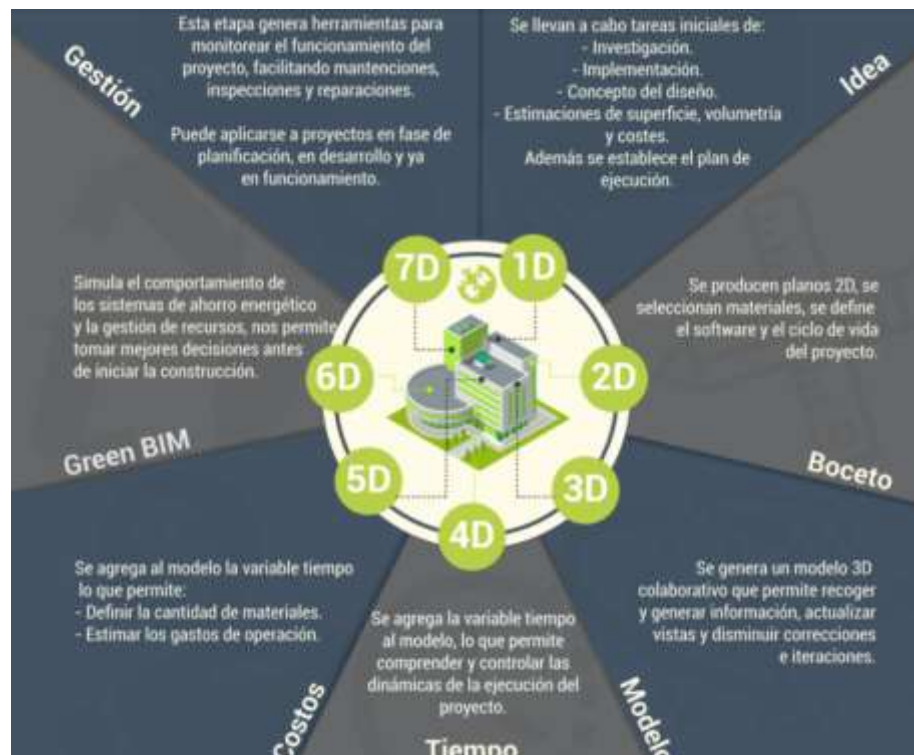 Gestión
Esta etapa genera herramientas para
monitorear el funcionamiento del
proyecto, facilitando mantenciones,
inspecciones y reparaciones.
Puede aplicarse a proyectos en fase de
planificación, en desarrollo y ya
en funcionamiento.
Se llevan a cabo tareas iniciales de:
- Investigación.
- Implementación.
- Concepto del diseño.
- Estimaciones de superficie, volumetría
y costes.
Además se establece el plan de
ejecución.
Idea
Simula el comportamiento de
los sistemas de ahorro energético
y la gestión de recursos, nos permite
tomar mejores decisiones antes
de iniciar la construcción.
Green BIM
7D
1D
6D
2D
5D
3D
4D
Se producen planos 2D, se
seleccionan materiales, se define
el software y el ciclo de vida
del proyecto.
Boceto
Se agrega al modelo la variable tiempo
lo que permite:
- Definir la cantidad de materiales.
- Estimar los gastos de operación.
Costos
Se agrega la variable tiempo
al modelo, lo que permite
comprender y controlar las
dinámicas de la ejecución del
proyecto.
Tiempo
Se genera un modelo 3D
colaborativo que permite recoger
y generar información, actualizar
vistas y disminuir correcciones
e iteraciones.
Modelo